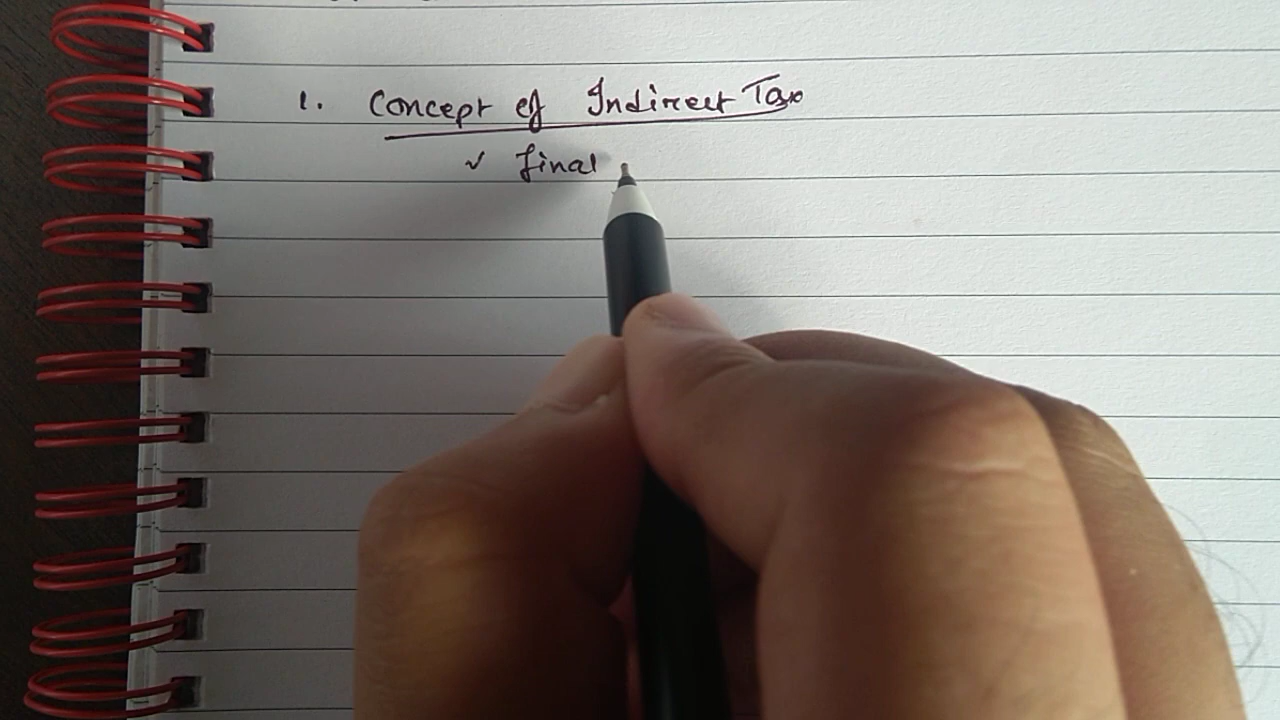 1. Concept of Indirect Tax
✓ final